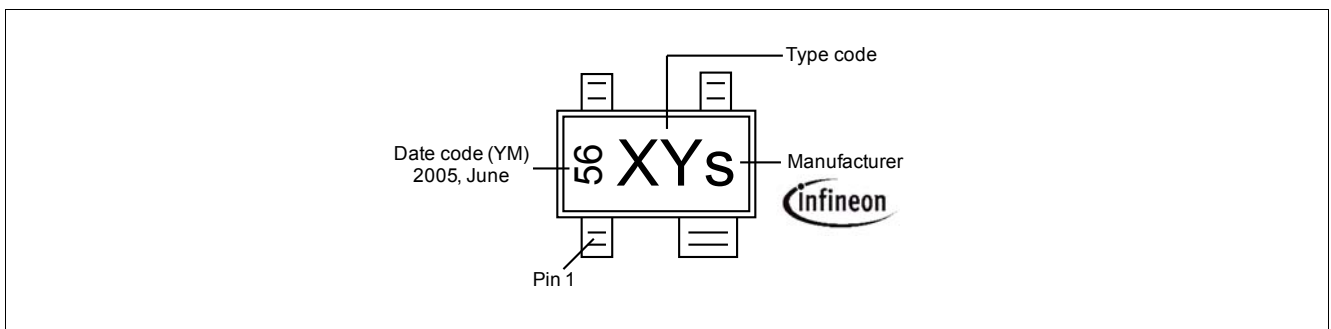 Type code
Date code (YM)
2005, June
56
XYs
Manufacturer
infineon
Pin 1